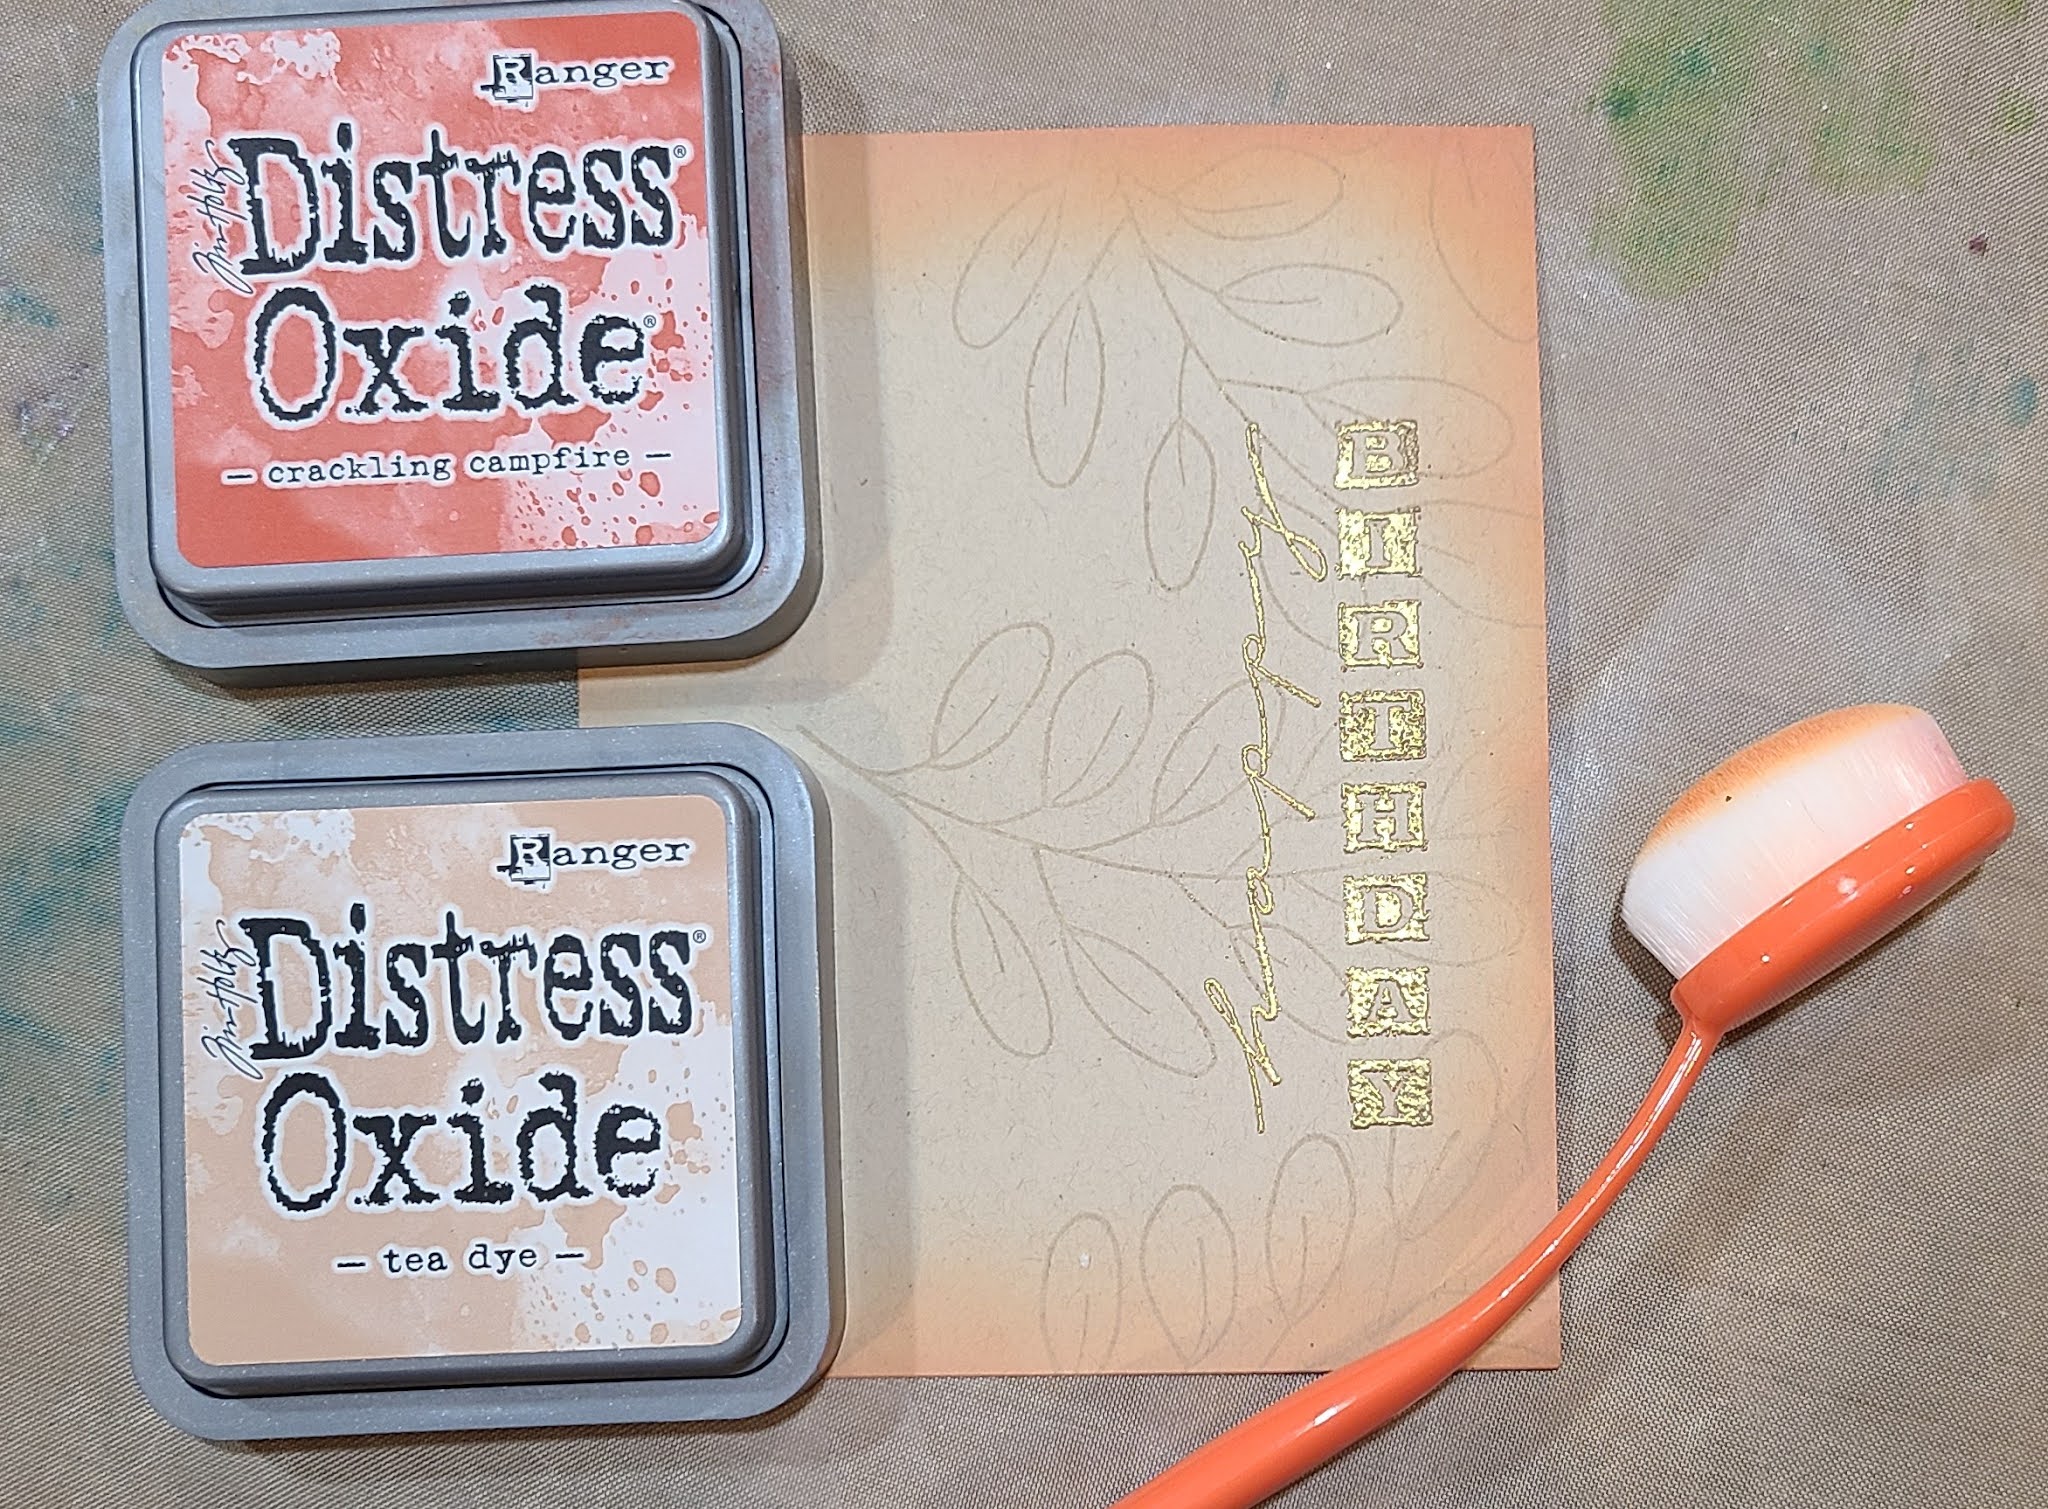 Ranger
Tim Holtz
Distress®
Oxide®
— crackling campfire —
Ranger
Tim Holtz
Distress®
Oxide
— tea dye —
happy
BIRTHDAY